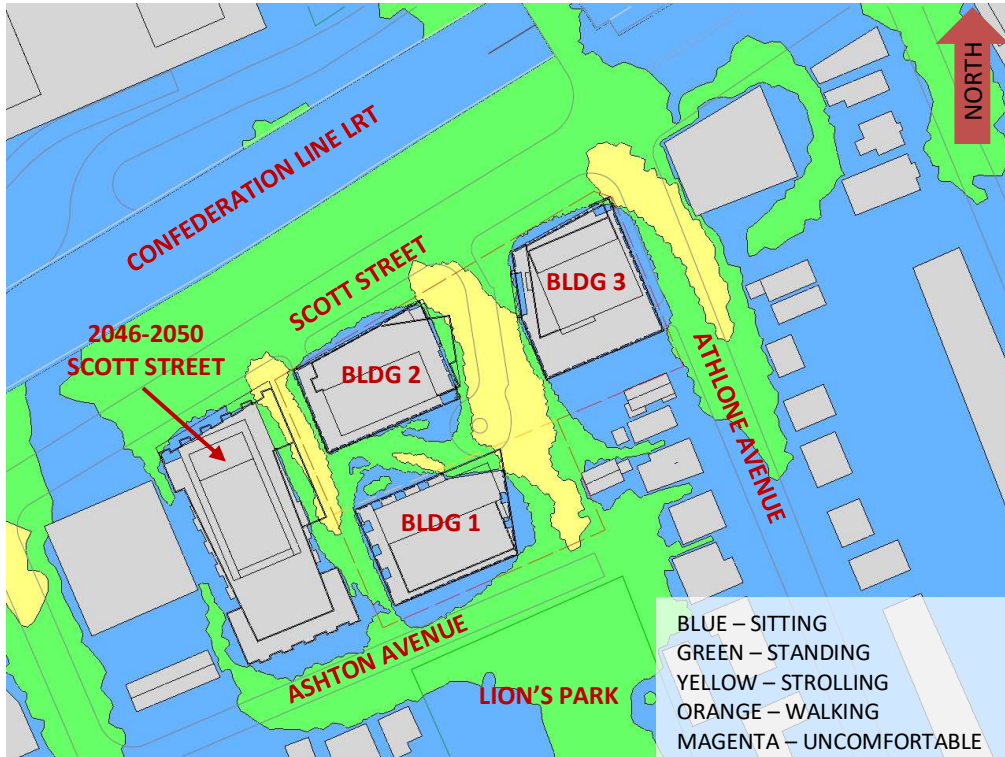 NORTH
CONFEDERATION LINE LRT
SCOTT STREET
2046-2050
SCOTT STREET
BLDG 3
BLDG 2
ATHLONE AVENUE
BLDG 1
ASHTON AVENUE
LION'S PARK
BLUE – SITTING
GREEN – STANDING
YELLOW – STROLLING
ORANGE – WALKING
MAGENTA – UNCOMFORTABLE